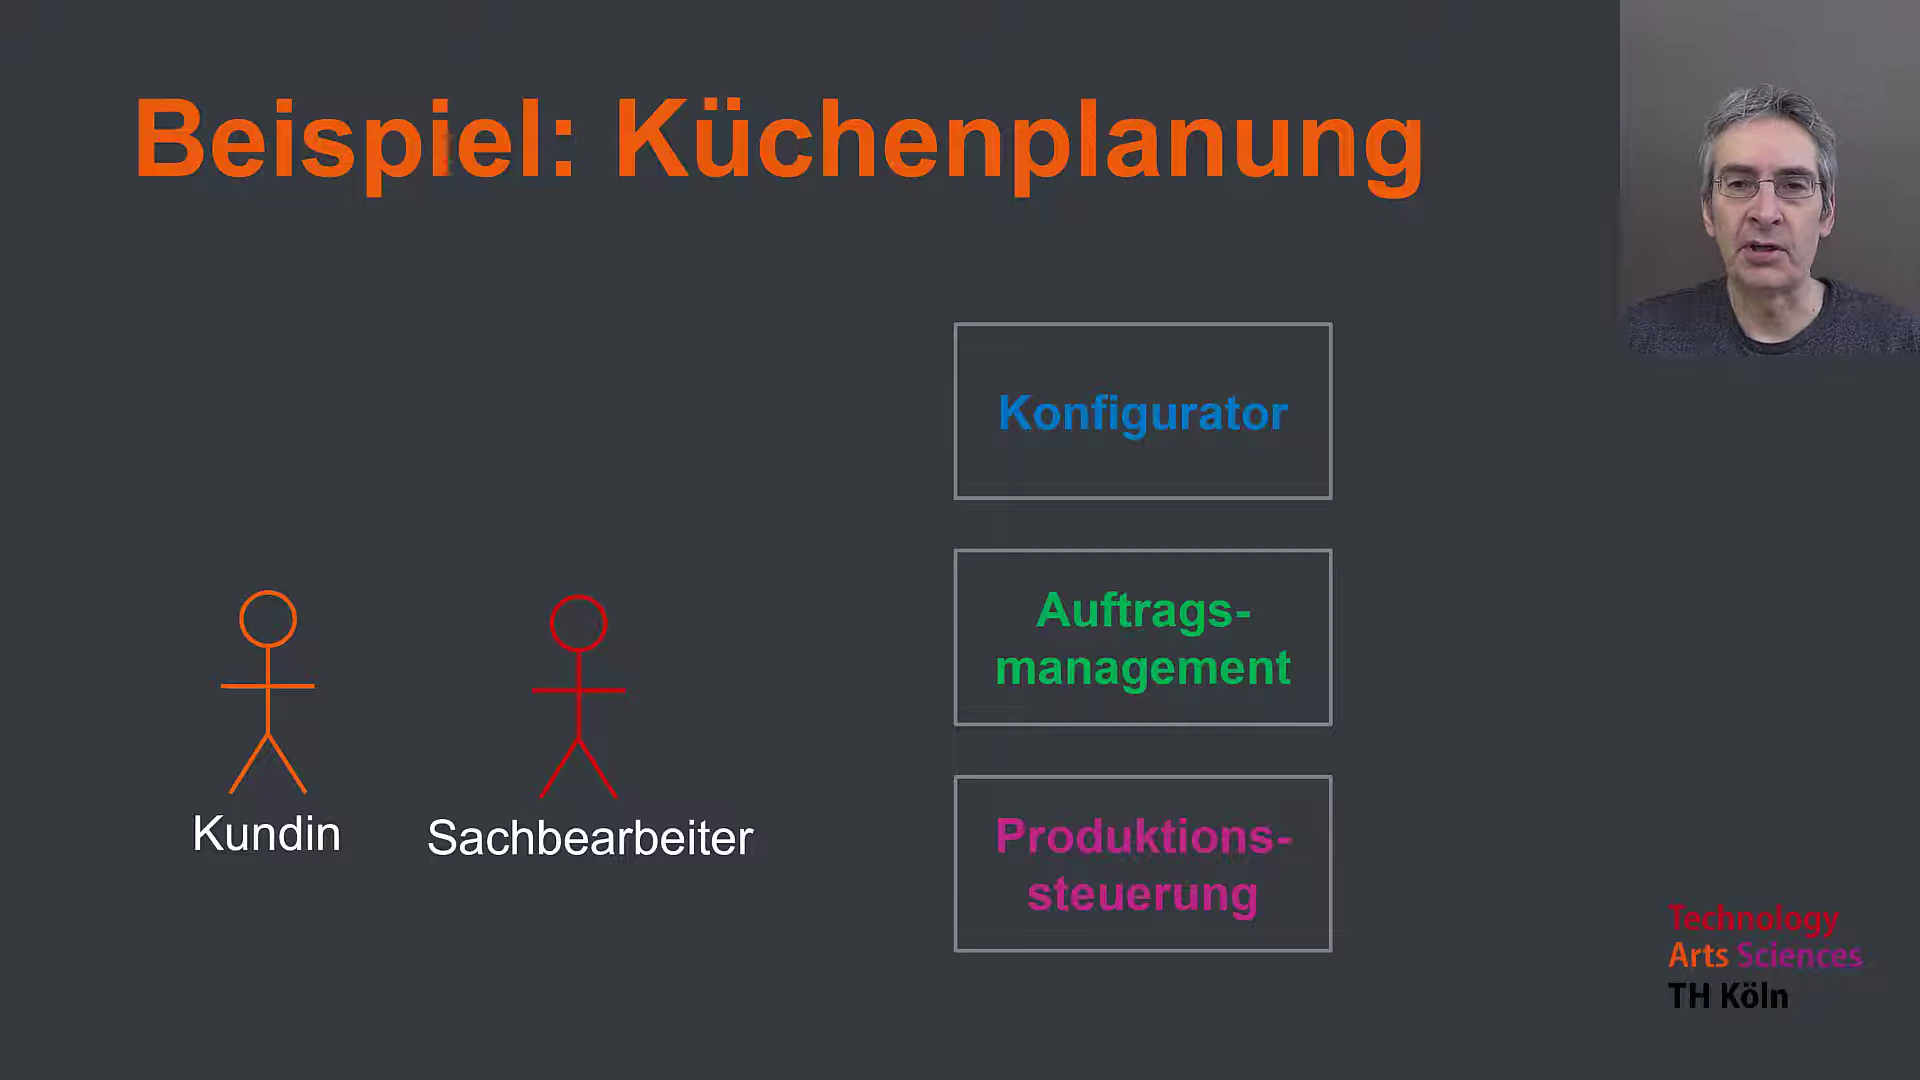 Beispiel: Küchenplanung
Konfigurator
Auftrags-
management
Produktions-
steuerung
Kundin
Sachbearbeiter
Technology
Arts Sciences
TH Köln